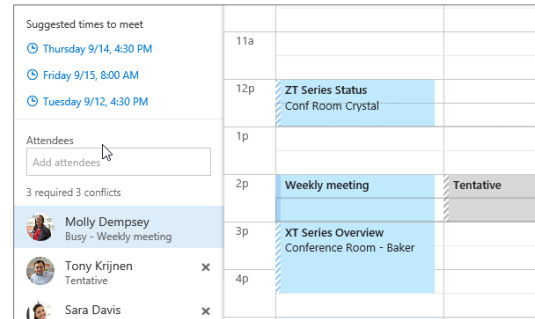 Suggested times to meet
Thursday 9/14, 4:30 PM
Friday 9/15, 8:00 AM
Tuesday 9/12, 4:30 PM
Attendees
Add attendees
3 required 3 conflicts
Molly Dempsey
Busy - Weekly meeting
Tony Krijnen
Tentative
Sara Davis
11a
12p
ZT Series Status
Conf Room Crystal
1p
2p
Weekly meeting
Tentative
3p
XT Series Overview
Conference Room - Baker
4p